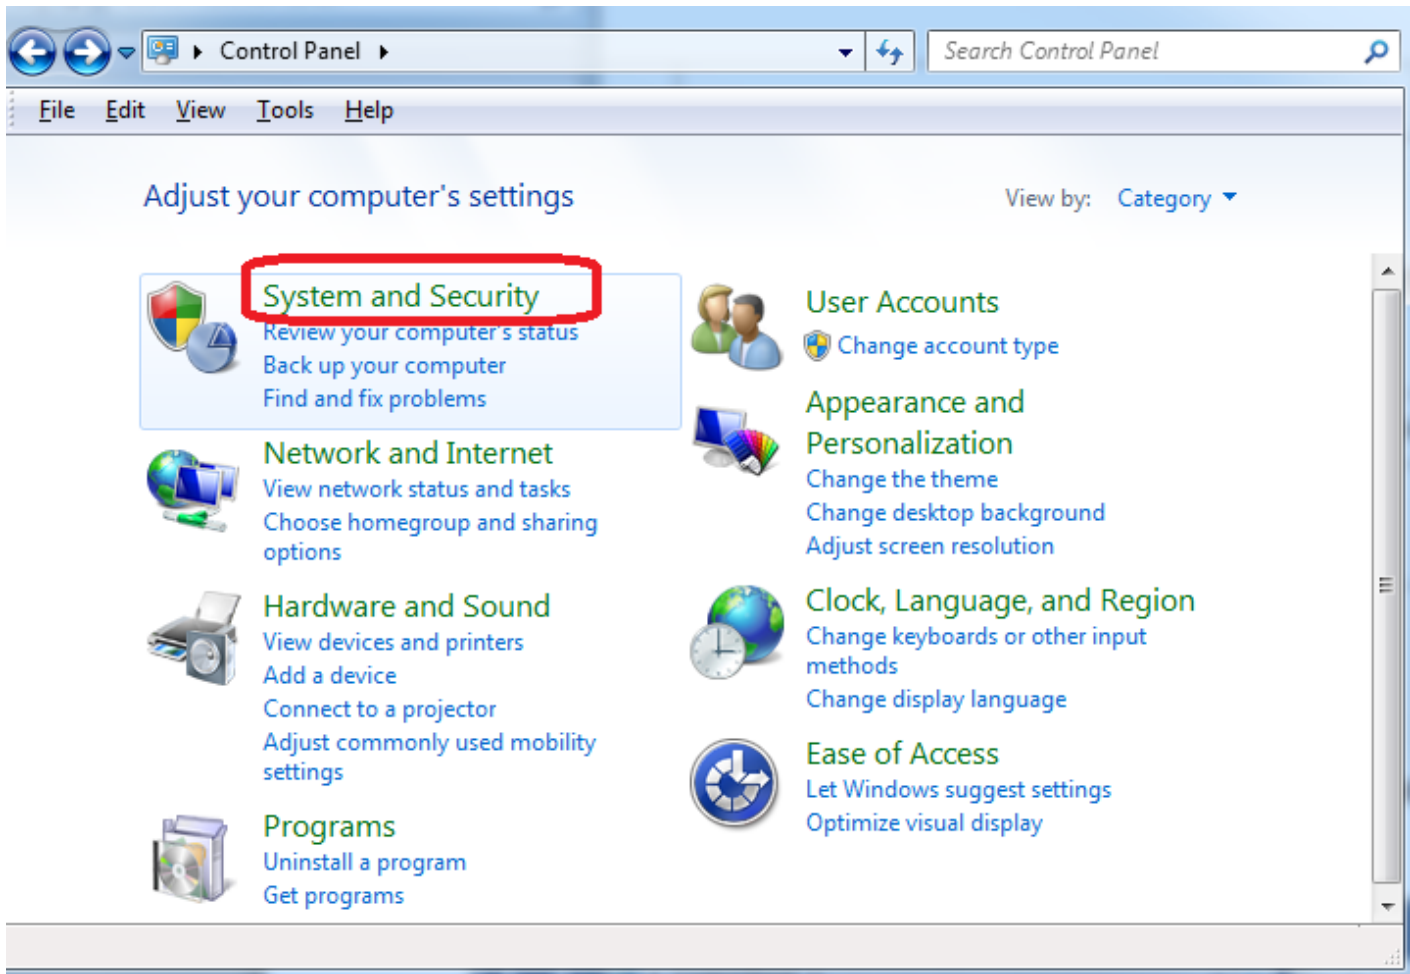 Control Panel
Search Control Panel
File Edit View Tools Help
Adjust your computer's settings
View by: Category
System and Security
Review your computer's status
Back up your computer
Find and fix problems
Network and Internet
View network status and tasks
Choose homegroup and sharing
options
Hardware and Sound
View devices and printers
Add a device
Connect to a projector
Adjust commonly used mobility
settings
Programs
Uninstall a program
Get programs
User Accounts
Change account type
Appearance and
Personalization
Change the theme
Change desktop background
Adjust screen resolution
Clock, Language, and Region
Change keyboards or other input
methods
Change display language
Ease of Access
Let Windows suggest settings
Optimize visual display